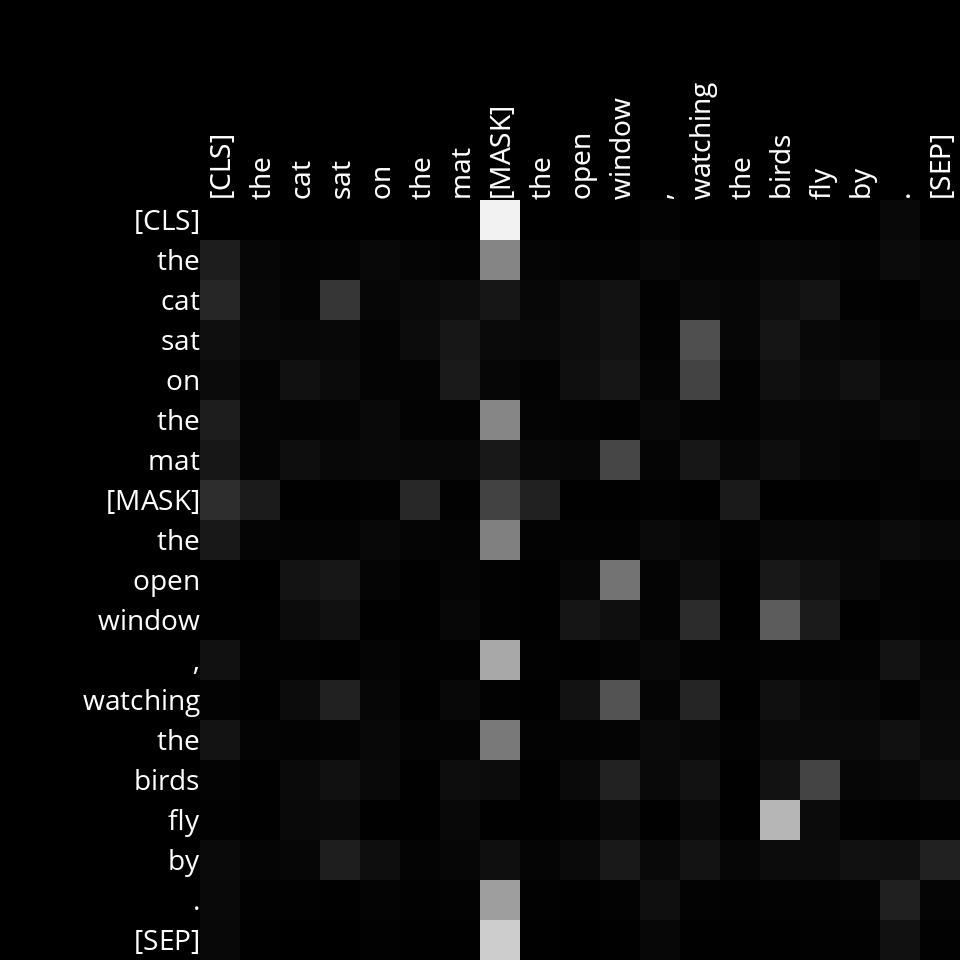 [CLS]
the
cat
sat
on
the
mat
[MASK]
the
open
window
,
watching
the
birds
fly
by
.
[SEP]
[CLS]
the
cat
sat
on
the
mat
[MASK]
the
open
window
,
watching
the
birds
fly
by
.
[SEP]